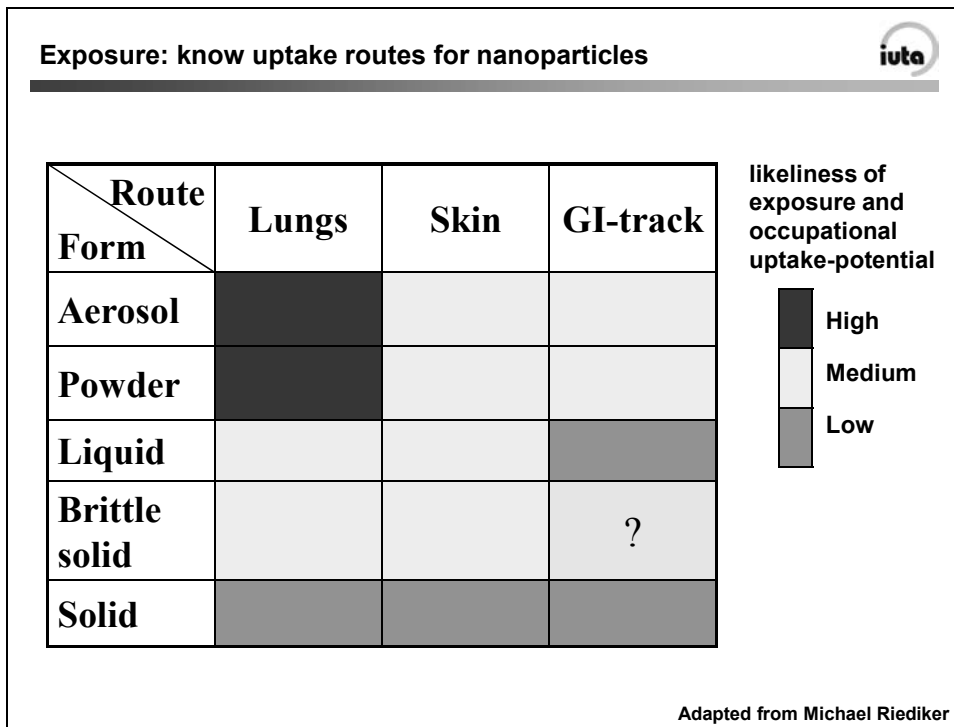 Exposure: know uptake routes for nanoparticles
iuta
Route
Form
Lungs
Skin
GI-track
Aerosol
Powder
Liquid
Brittle
solid
?
Solid
likeliness of
exposure and
occupational
uptake-potential
High
Medium
Low
Adapted from Michael Riediker